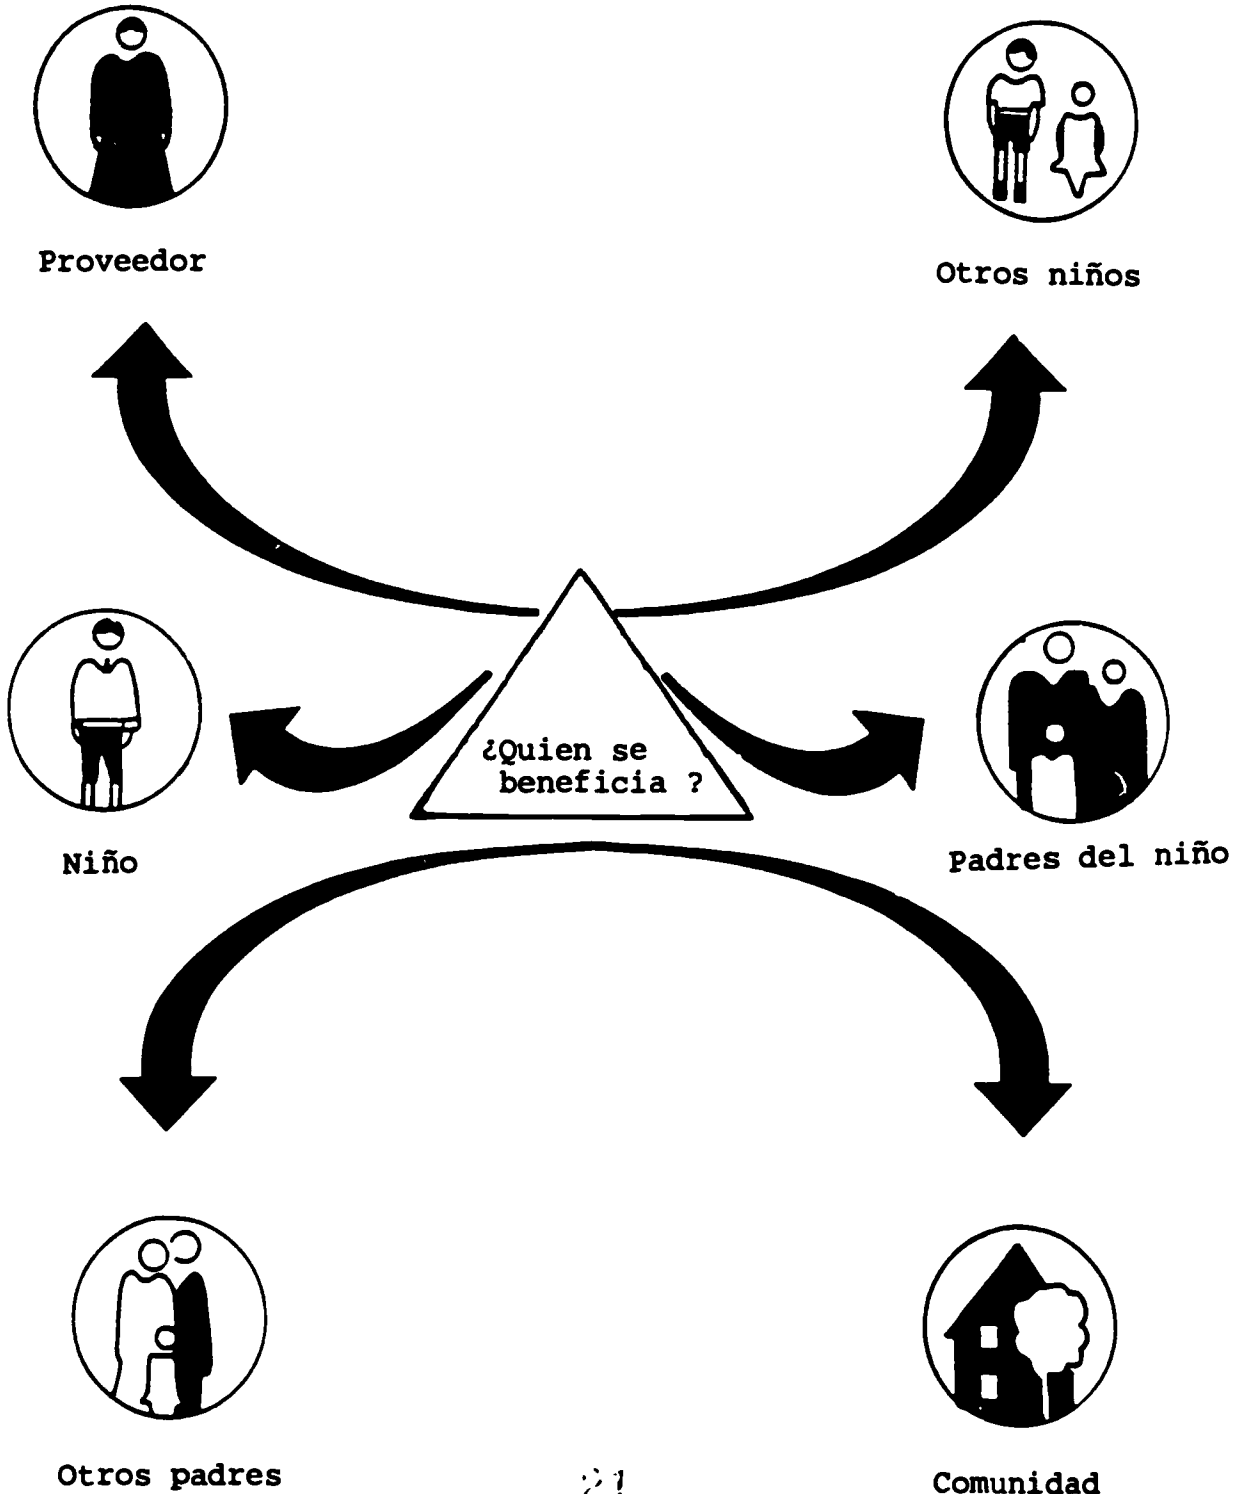 Proveedor
Otros niños
¿Quien se
beneficia ?
Niño
Padres del niño
Otros padres
Comunidad